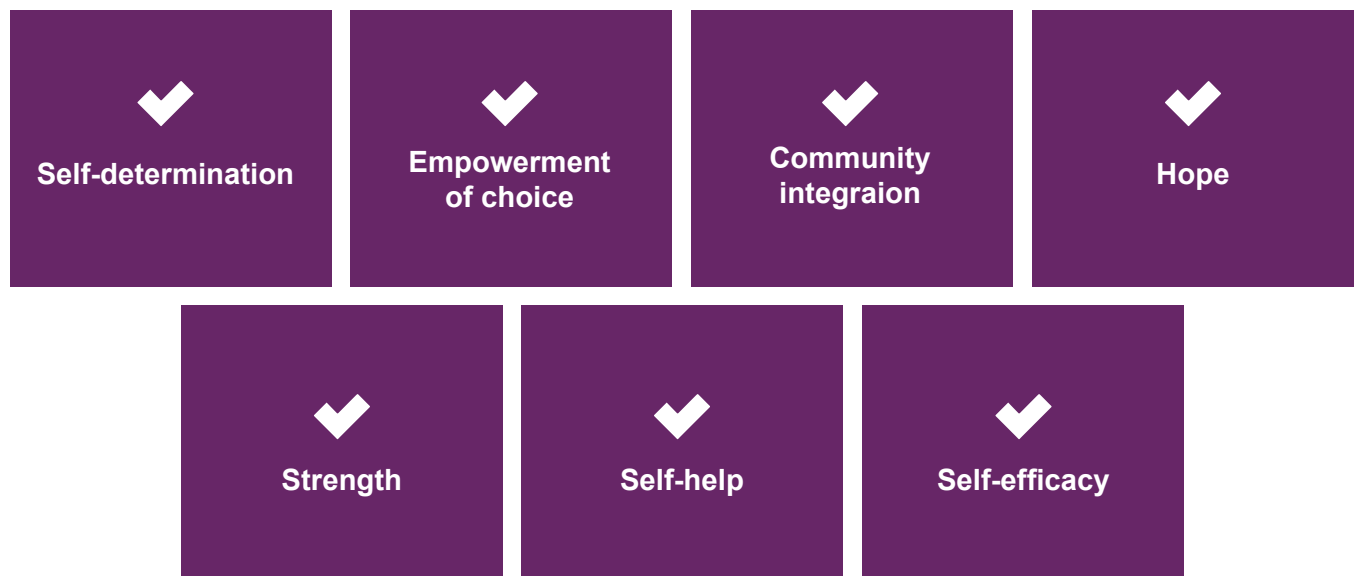 Self-determination
Empowerment
of choice
Community
integraion
Hope
Strength
Self-help
Self-efficacy